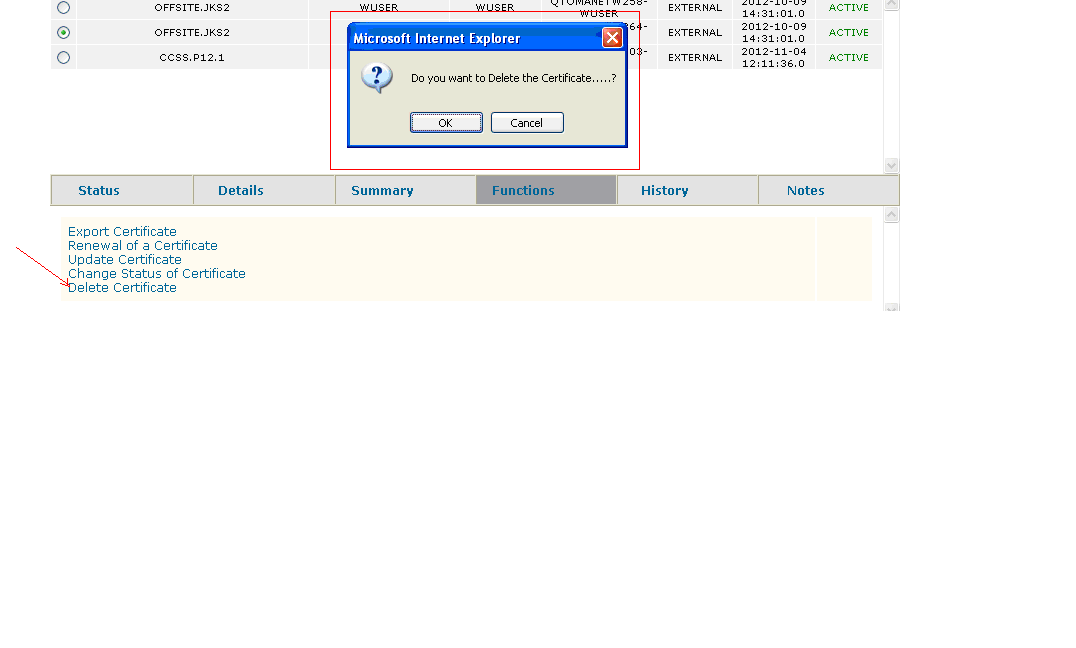 OFFSITE.JKS2 WUSER WUSER QTOMANETW258-WUSER EXTERNAL 2012-10-09 14:31:01.0 ACTIVE
OFFSITE.JKS2 264- EXTERNAL 2012-10-09 14:31:01.0 ACTIVE
CCSS.P12.1 03- EXTERNAL 2012-11-04 12:11:36.0 ACTIVE
Microsoft Internet Explorer
Do you want to Delete the Certificate.....?
OK Cancel
Status Details Summary Functions History Notes
Export Certificate
Renewal of a Certificate
Update Certificate
Change Status of Certificate
Delete Certificate